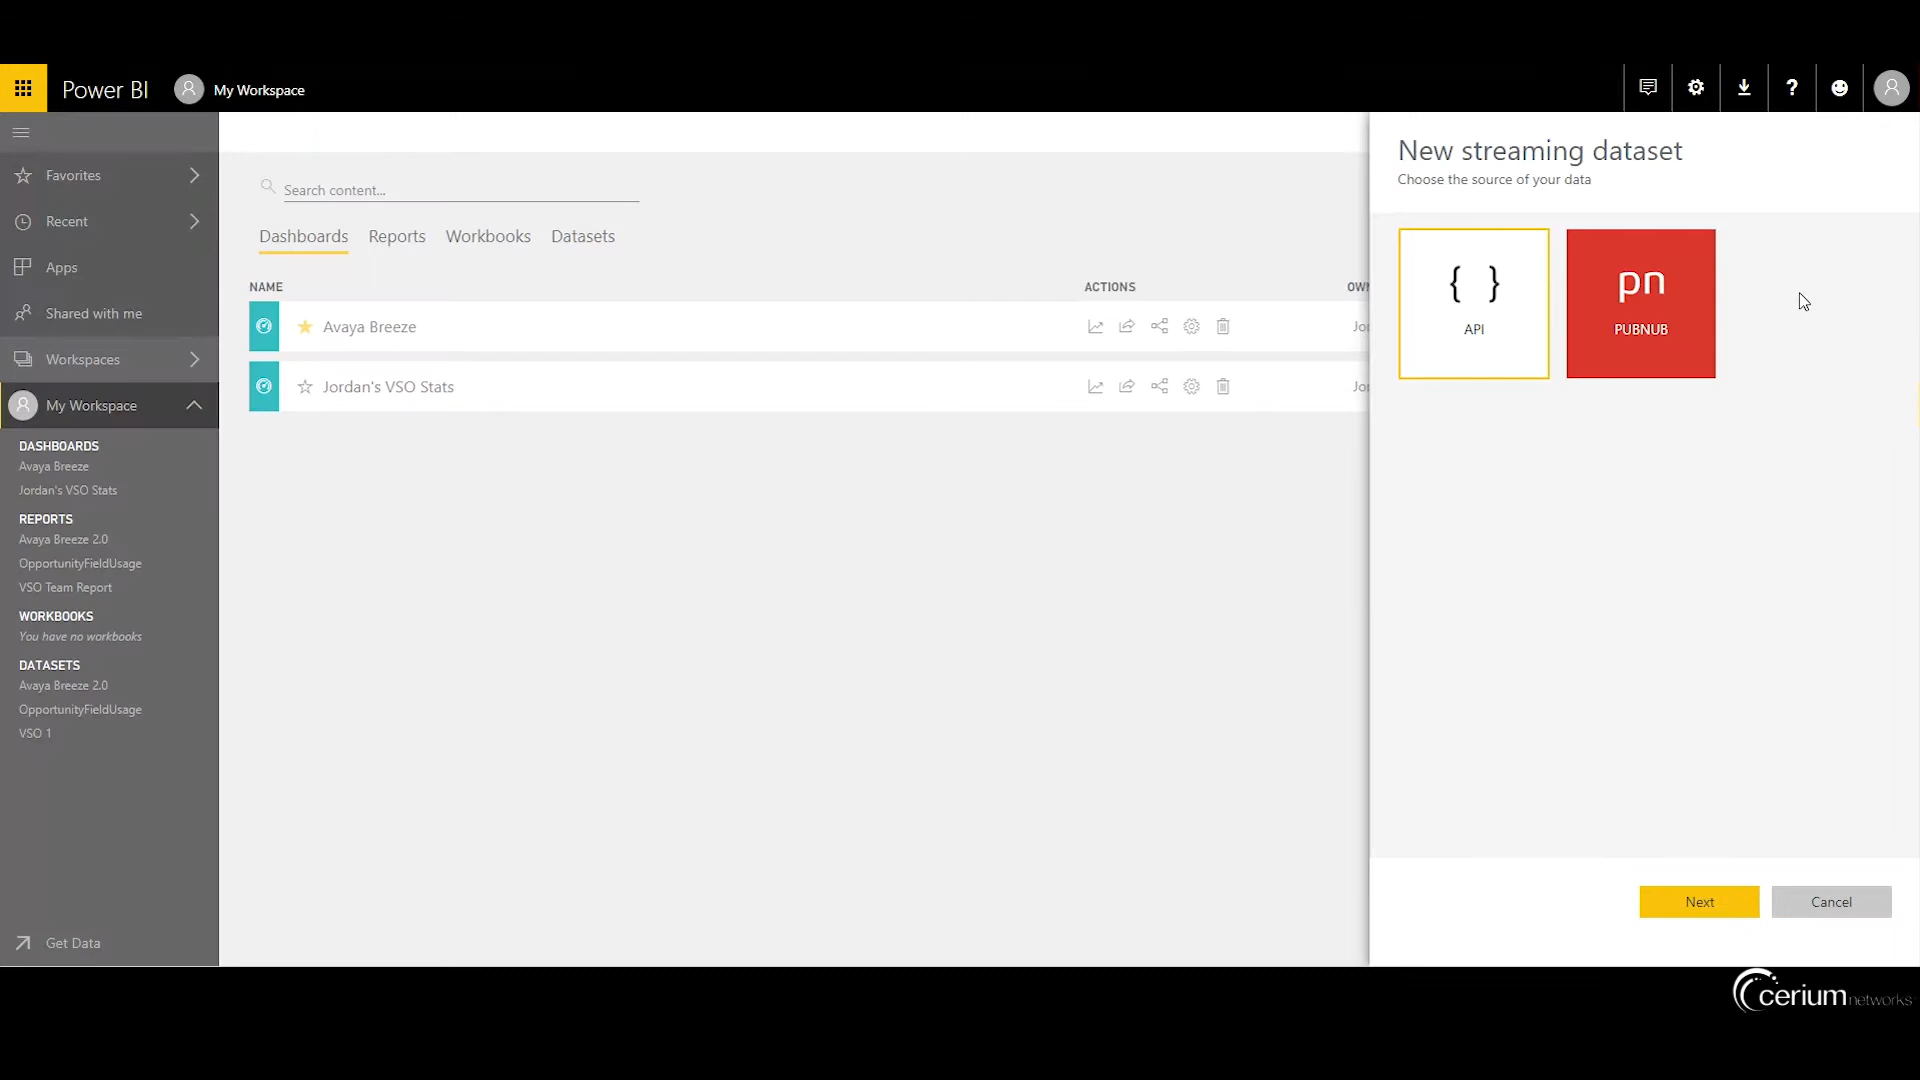 Power BI
My Workspace
Favorites
Recent
Apps
Shared with me
Workspaces
My Workspace
DASHBOARDS
Avaya Breeze
Jordan's VSO Stats
REPORTS
Avaya Breeze 2.0
OpportunityFieldUsage
VSO Team Report
WORKBOOKS
You have no workbooks
DATASETS
Avaya Breeze 2.0
OpportunityFieldUsage
VSO 1
Get Data
Search content...
Dashboards Reports Workbooks Datasets
NAME ACTIONS OWN
Avaya Breeze Jor
Jordan's VSO Stats Jor
New streaming dataset
Choose the source of your data
{ }
API
pn
PUBNUB
Next Cancel
cerium networks